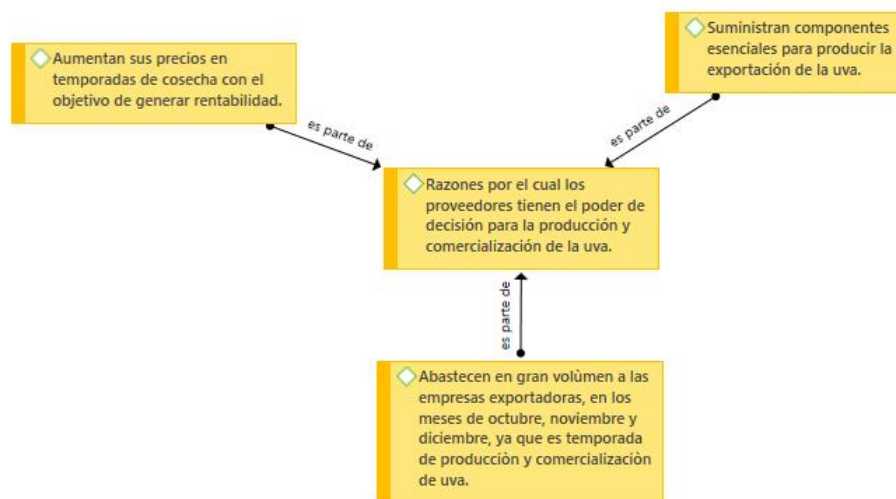 Aumentan sus precios en
temporadas de cosecha con el
objetivo de generar rentabilidad.
Suministran componentes
esenciales para producir la
exportación de la uva.
es parte de
es parte de
Razones por el cual los
proveedores tienen el poder de
decisión para la producción y
comercialización de la uva.
es parte de
Abastecen en gran volùmen a las
empresas exportadoras, en los
meses de octubre, noviembre y
diciembre, ya que es temporada
de producciòn y comercializaciòn
de uva.